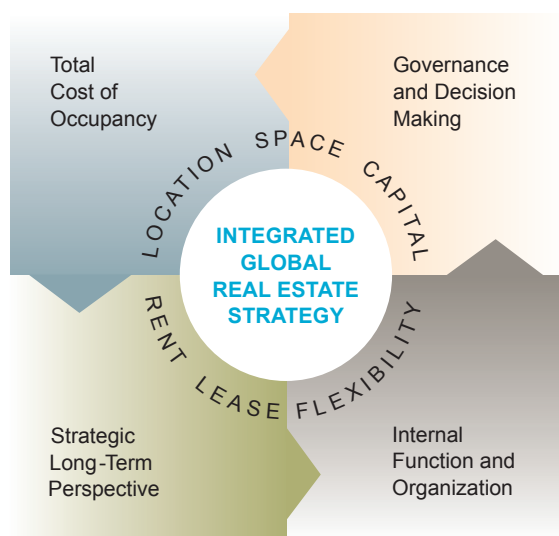 Total
Cost of
Occupancy
Governance
and Decision
Making
LOCATION SPACE CAPITAL
INTEGRATED
GLOBAL
REAL ESTATE
STRATEGY
RENT LEASE FLEXIBILITY
Strategic
Long-Term
Perspective
Internal
Function and
Organization